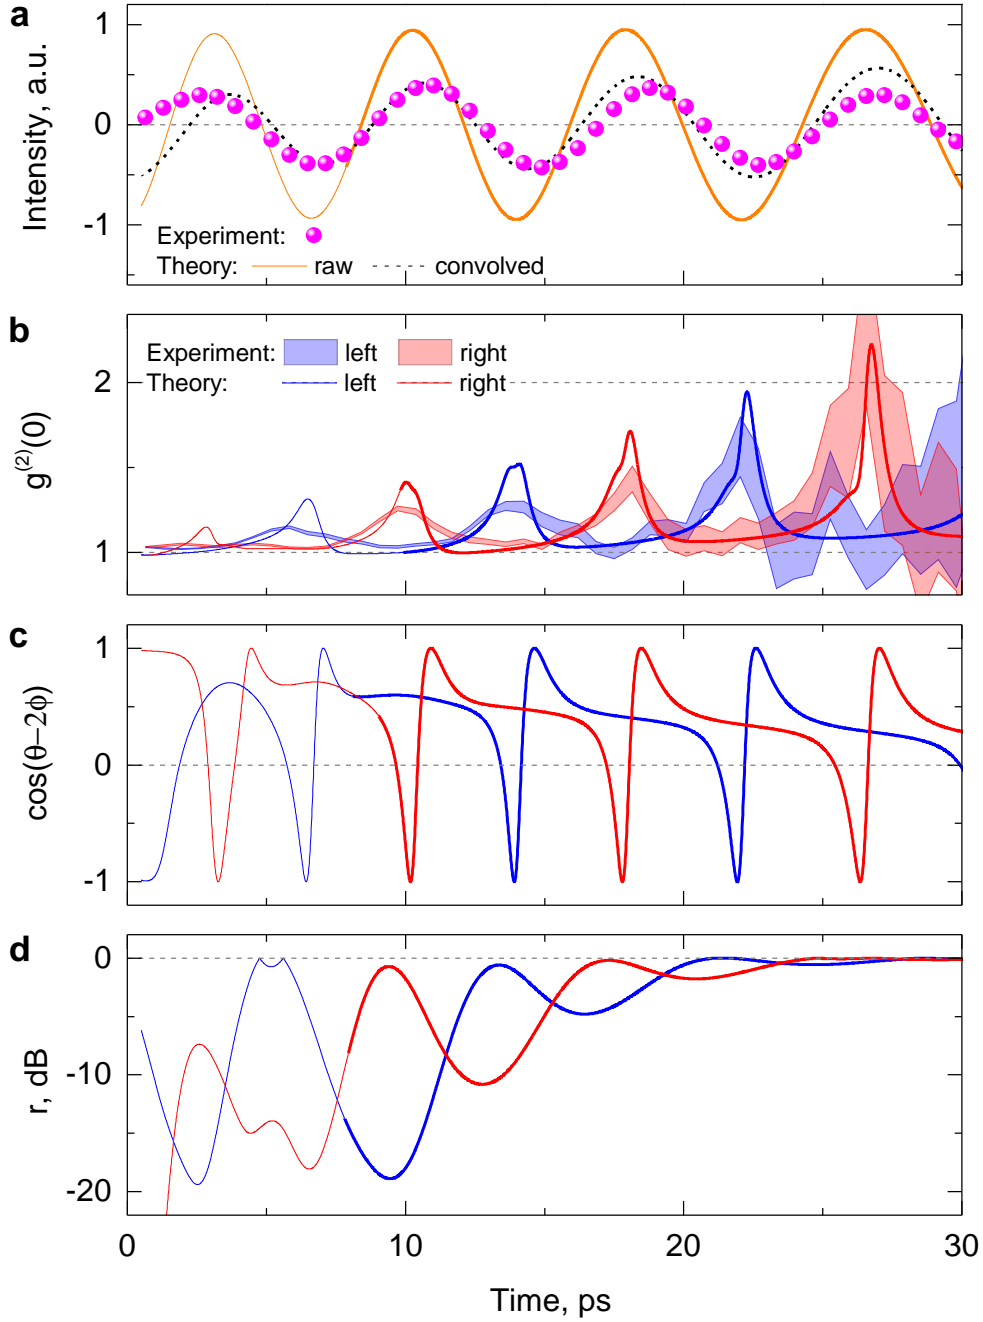 a
1
0
-1
Intensity, a.u.
Experiment:
Theory: raw convolved
b
Experiment: left right
Theory: left right
2
1
g(2)(0)
c
1
0
-1
cos(θ−2ϕ)
d
0
-10
-20
r, dB
0 10 20 30
Time, ps